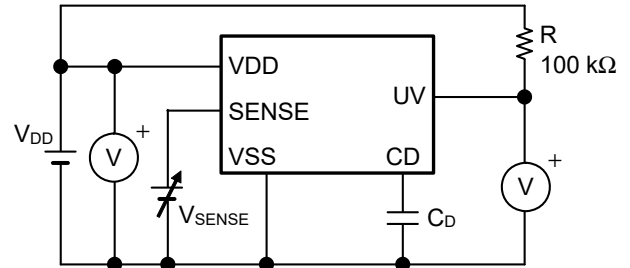 R
100 kΩ
VDD
SENSE
UV
VSS
CD
VDD
V
+
VSENSE
CD
V
+